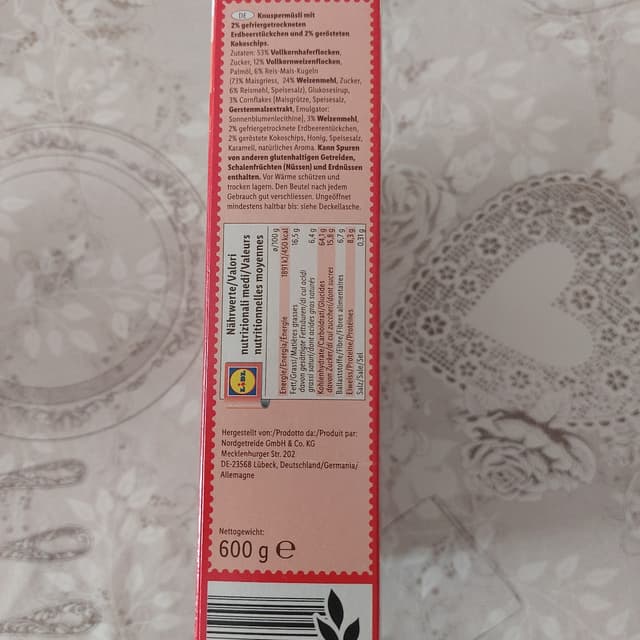 DE Knuspermüsli mit
2% gefriergetrockneten
Erdbeerstückchen und 2% gerösteten
Kokoschips.
Zutaten: 53% Vollkornhaferflocken,
Zucker, 12% Vollkornweizenflocken,
Palmöl, 6% Reis-Mais-Kugeln
(73% Maisgriess, 24% Weizenmehl, Zucker,
6% Reismehl, Speisesalz), Glukosesirup,
3% Cornflakes [Maisgrütze, Speisesalz,
Gerstenmalzextrakt, Emulgator:
Sonnenblumenlecithine], 3% Weizenmehl,
2% gefriergetrocknete Erdbeerenstückchen,
2% geröstete Kokoschips, Honig, Speisesalz,
Karamell, natürliches Aroma. Kann Spuren
von anderen glutenhaltigen Getreiden,
Schalenfrüchten (Nüssen) und Erdnüssen
enthalten. Vor Wärme schützen und
trocken lagern. Den Beutel nach jedem
Gebrauch gut verschliessen. Ungeöffnet
mindestens haltbar bis: siehe Deckellasche.
Nährwerte/Valori
nutrizionali medi/Valeurs
nutritionnelles moyennes
ø/100 g
Energie/Energia/Énergie 1891 kJ/450 kcal
Fett/Grassi/Matières grasses 16,5 g
davon gesättigte Fettsäuren/di cui acidi
grassi saturi/dont acides gras saturés 6,4 g
Kohlenhydrate/Carboidrati/Glucides 64,1 g
davon Zucker/di cui zuccheri/dont sucres 15,8 g
Ballaststoffe/Fibre/Fibres alimentaires 6,7 g
Eiweiss/Proteine/Protéines 8,3 g
Salz/Sale/Sel 0,31 g
LIDL
Hergestellt von:/Prodotto da:/Produit par:
Nordgetreide GmbH & Co. KG
Mecklenburger Str. 202
DE-23568 Lübeck, Deutschland/Germania/
Allemagne
Nettogewicht:
600 g e